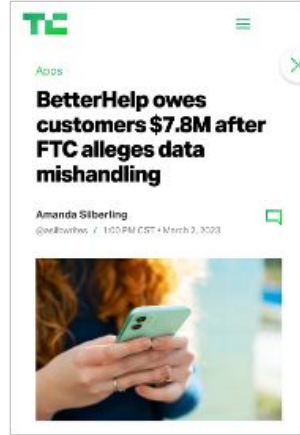 TC
Apps
BetterHelp owes
customers $7.8M after
FTC alleges data
mishandling
Amanda Silberling
@asilbwrites / 1:00 PM CST • March 2, 2023